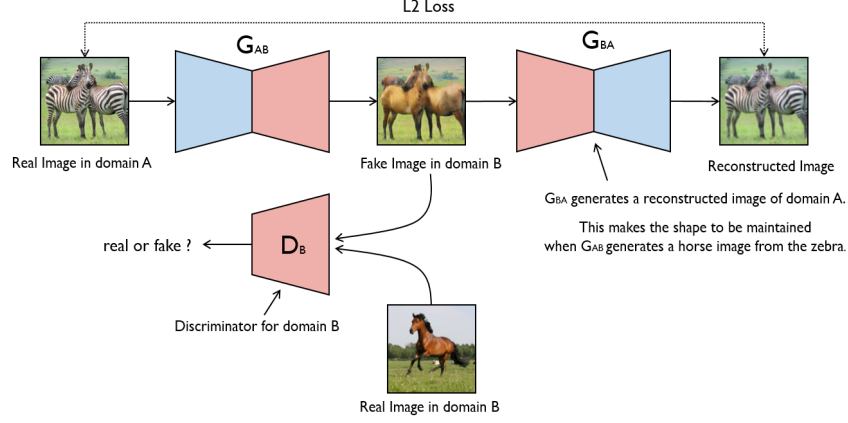 L2 Loss
GAB
GBA
Real Image in domain A
Fake Image in domain B
Reconstructed Image
GBA generates a reconstructed image of domain A.
This makes the shape to be maintained
when GAB generates a horse image from the zebra.
real or fake ?
DB
Discriminator for domain B
Real Image in domain B